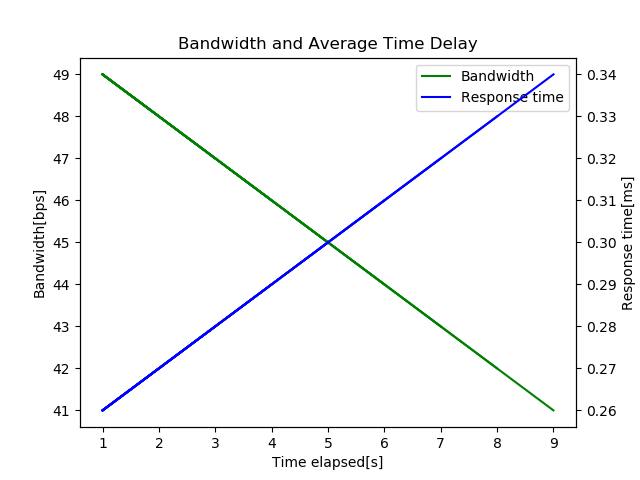 Bandwidth and Average Time Delay
Bandwidth
Response time
49
48
47
46
45
44
43
42
41
Bandwidth[bps]
0.34
0.33
0.32
0.31
0.30
0.29
0.28
0.27
0.26
Response time[ms]
1 2 3 4 5 6 7 8 9
Time elapsed[s]